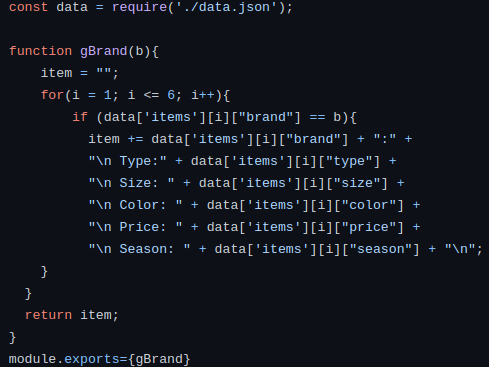 const data = require('./data.json');

function gBrand(b){
    item = "";
    for(i = 1; i <= 6; i++){
        if (data['items'][i]["brand"] == b){
          item += data['items'][i]["brand"] + ":" +
          "\n Type:" + data['items'][i]["type"] +
          "\n Size: " + data['items'][i]["size"] +
          "\n Color: " + data['items'][i]["color"] +
          "\n Price: " + data['items'][i]["price"] +
          "\n Season: " + data['items'][i]["season"] + "\n";
    }
  }
  return item;
}
module.exports={gBrand}